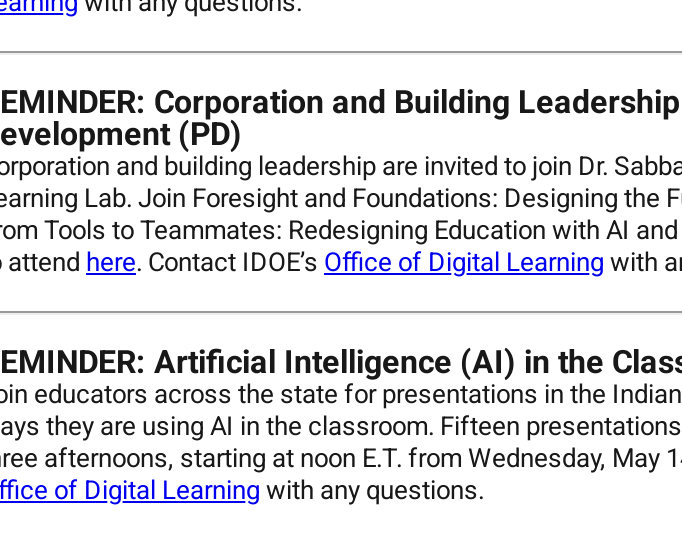 earning with any questions.
EMINDER: Corporation and Building Leadership
evelopment (PD)
orporation and building leadership are invited to join Dr. Sabba
earning Lab. Join Foresight and Foundations: Designing the F
rom Tools to Teammates: Redesigning Education with AI and
o attend here. Contact IDOE’s Office of Digital Learning with a
EMINDER: Artificial Intelligence (AI) in the Class
oin educators across the state for presentations in the Indian
ays they are using AI in the classroom. Fifteen presentations
hree afternoons, starting at noon E.T. from Wednesday, May 14
ffice of Digital Learning with any questions.